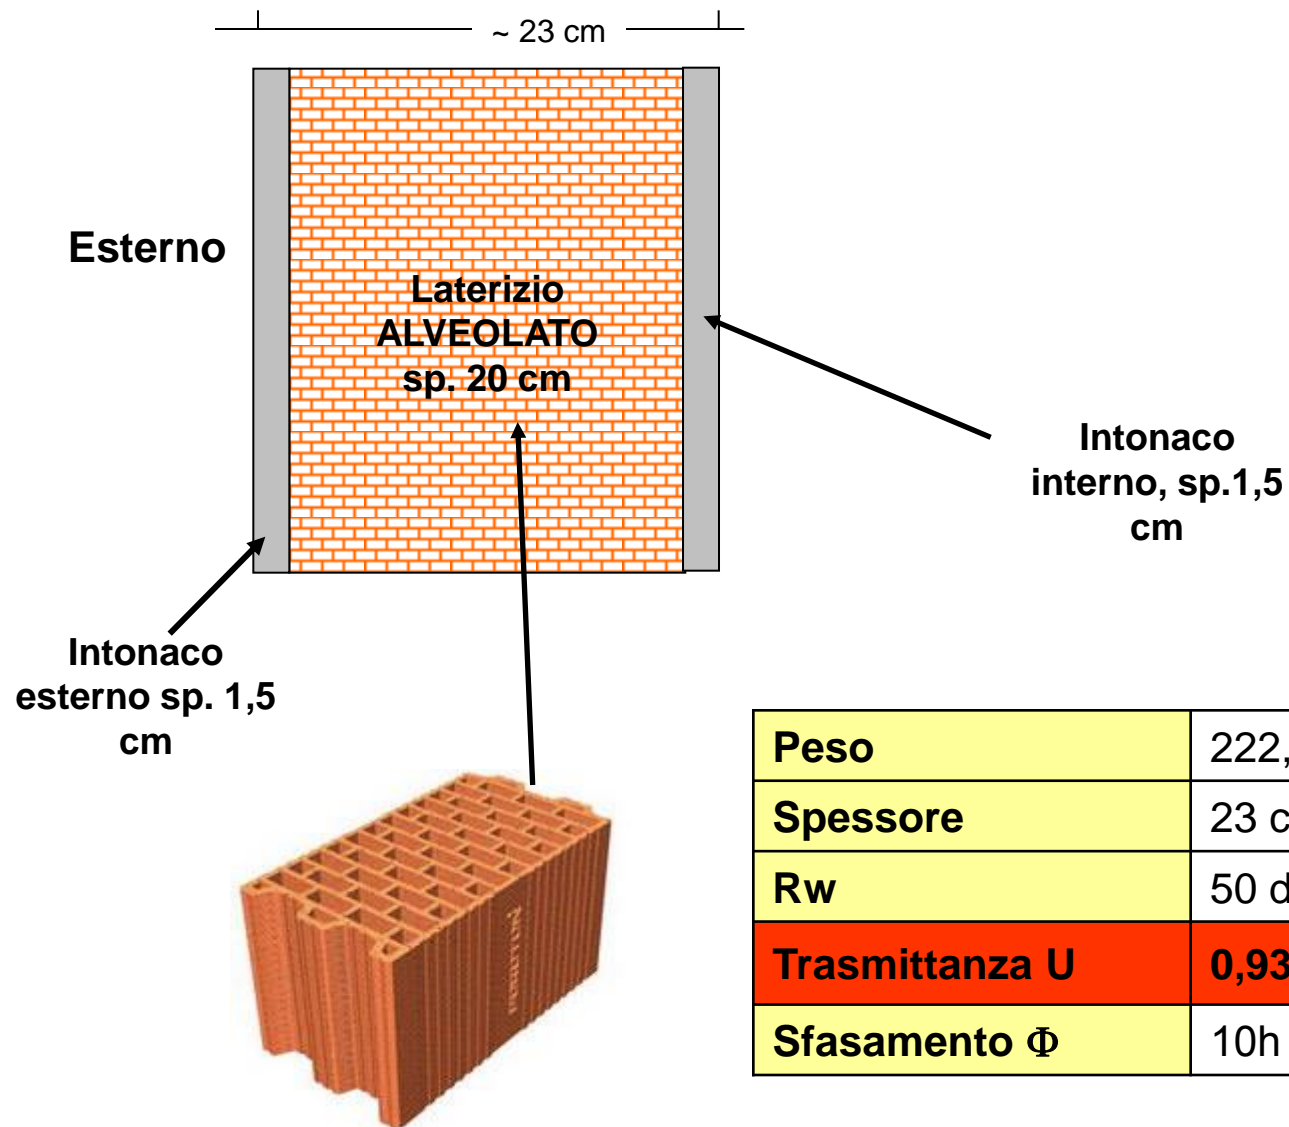 ~ 23 cm
Esterno
Laterizio
ALVEOLATO
sp. 20 cm
Intonaco
interno, sp.1,5
cm
Intonaco
esterno sp. 1,5
cm
Peso 222,
Spessore 23 c
Rw 50 d
Trasmittanza U 0,93
Sfasamento Φ 10h